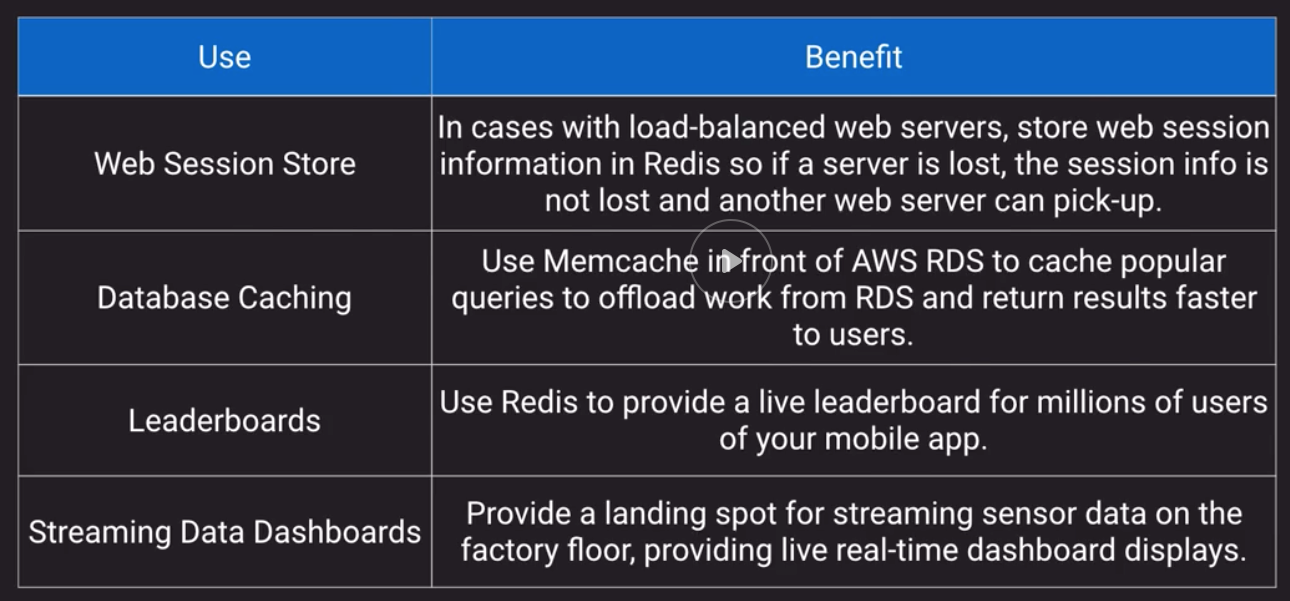 Use
Benefit
Web Session Store
In cases with load-balanced web servers, store web session
information in Redis so if a server is lost, the session info is
not lost and another web server can pick-up.
Database Caching
Use Memcache in front of AWS RDS to cache popular
queries to offload work from RDS and return results faster
to users.
Leaderboards
Use Redis to provide a live leaderboard for millions of users
of your mobile app.
Streaming Data Dashboards
Provide a landing spot for streaming sensor data on the
factory floor, providing live real-time dashboard displays.